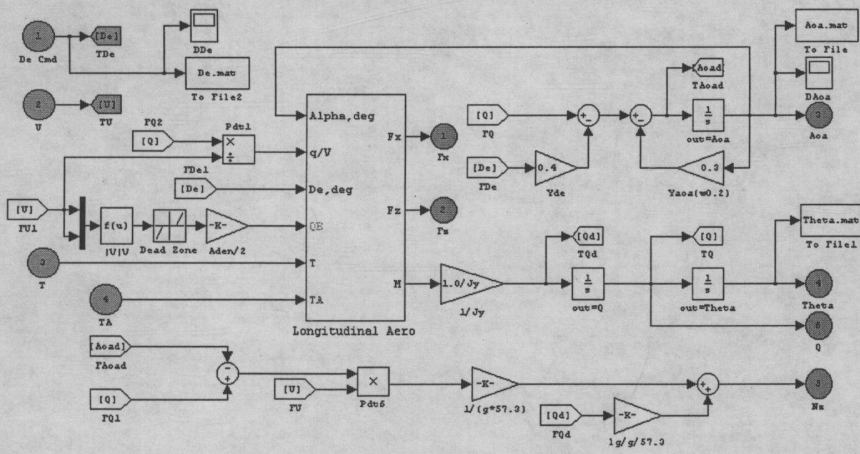 1
De Cmd
[De]
TDe
DDe
De.mat
To File2
2
U
[U]
TU
FQ2
[Q]
Pdt1
×
÷
FDe1
[De]
[U]
FU1
f(u)
|U|U
Dead Zone
-K-
Aden/2
3
T
4
TA
Alpha,deg
q/V
De,deg
QE
T
TA
Fx
Fz
M
Longitudinal Aero
1
Fx
2
Fz
[Q]
FQ
[De]
FDe
0.4
Yde
[Aoad]
TAoad
1
s
out=Aoa
0.3
Yaoa(w0.2)
Aoa.mat
To File
DAoa
Aoa
1.0/Jy
1/Jy
[Qd]
TQd
1
s
out=Q
[Q]
TQ
1
s
out=Theta
Theta.mat
To File1
4
Theta
Q
[Aoad]
FAoad
[Q]
FQ1
[U]
FU
×
Pdt6
-K-
1/(g*57.3)
[Qd]
FQd
-K-
lg/g/57.3
Nz